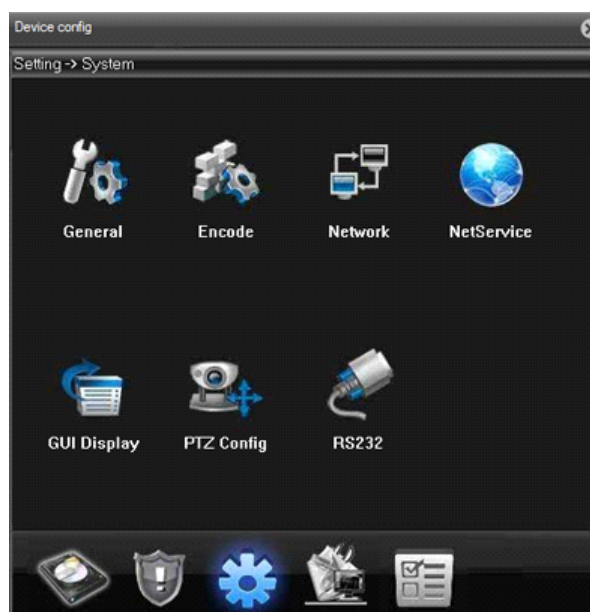 Device config
Setting -> System
General
Encode
Network
NetService
GUI Display
PTZ Config
RS232